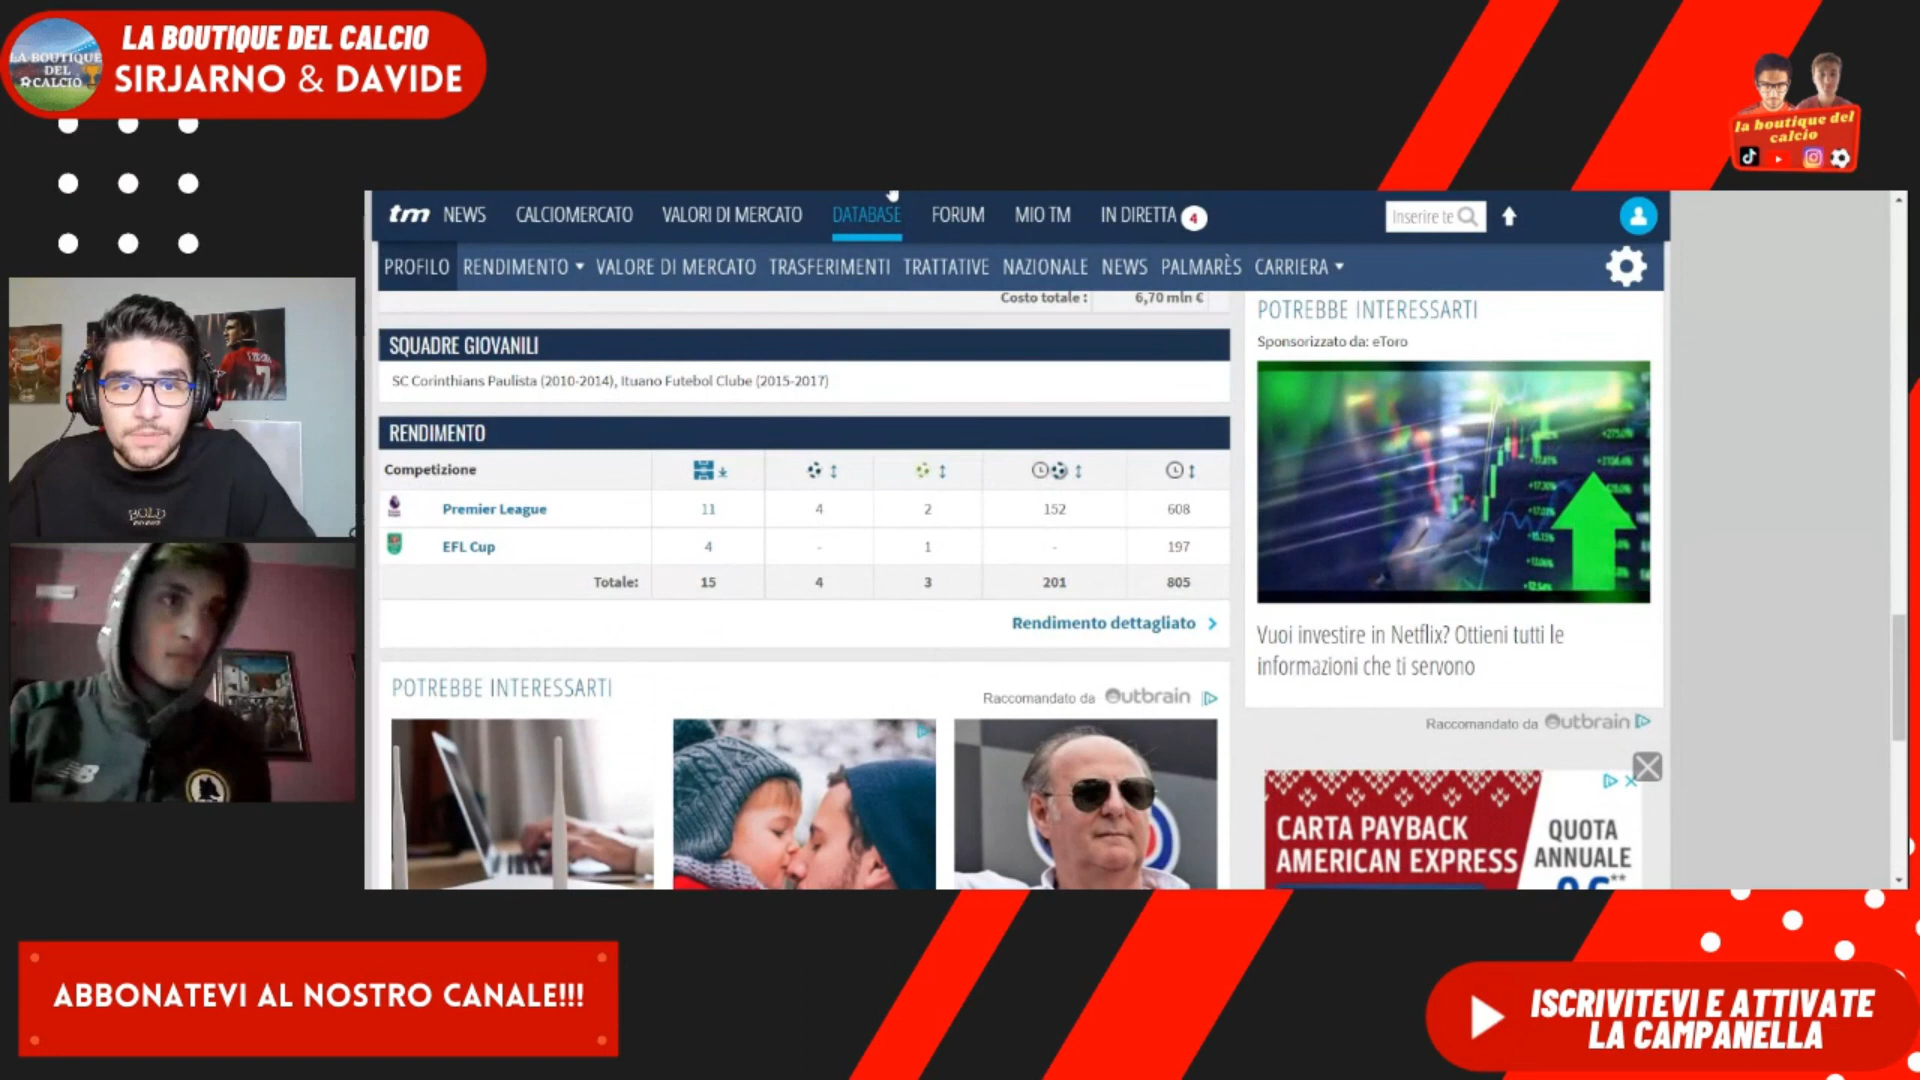 LA BOUTIQUE DEL CALCIO
SIRJARNO & DAVIDE
LA BOUTIQUE
DEL
CALCIO
la boutique del
calcio
tm NEWS CALCIOMERCATO VALORI DI MERCATO DATABASE FORUM MIO TM IN DIRETTA 4 Inserire te
PROFILO RENDIMENTO VALORE DI MERCATO TRASFERIMENTI TRATTATIVE NAZIONALE NEWS PALMARÈS CARRIERA
Costo totale : 6,70 mln €
SQUADRE GIOVANILI
SC Corinthians Paulista (2010-2014), Ituano Futebol Clube (2015-2017)
RENDIMENTO
Competizione
Premier League 11 4 2 152 608
EFL Cup 4 - 1 - 197
Totale: 15 4 3 201 805
Rendimento dettagliato
POTREBBE INTERESSARTI
Raccomandato da Outbrain
POTREBBE INTERESSARTI
Sponsorizzato da: eToro
Vuoi investire in Netflix? Ottieni tutti le
informazioni che ti servono
Raccomandato da Outbrain
CARTA PAYBACK
AMERICAN EXPRESS
QUOTA
ANNUALE
BOLD
NB
7
ABBONATEVI AL NOSTRO CANALE!!!
ISCRIVITEVI E ATTIVATE
LA CAMPANELLA